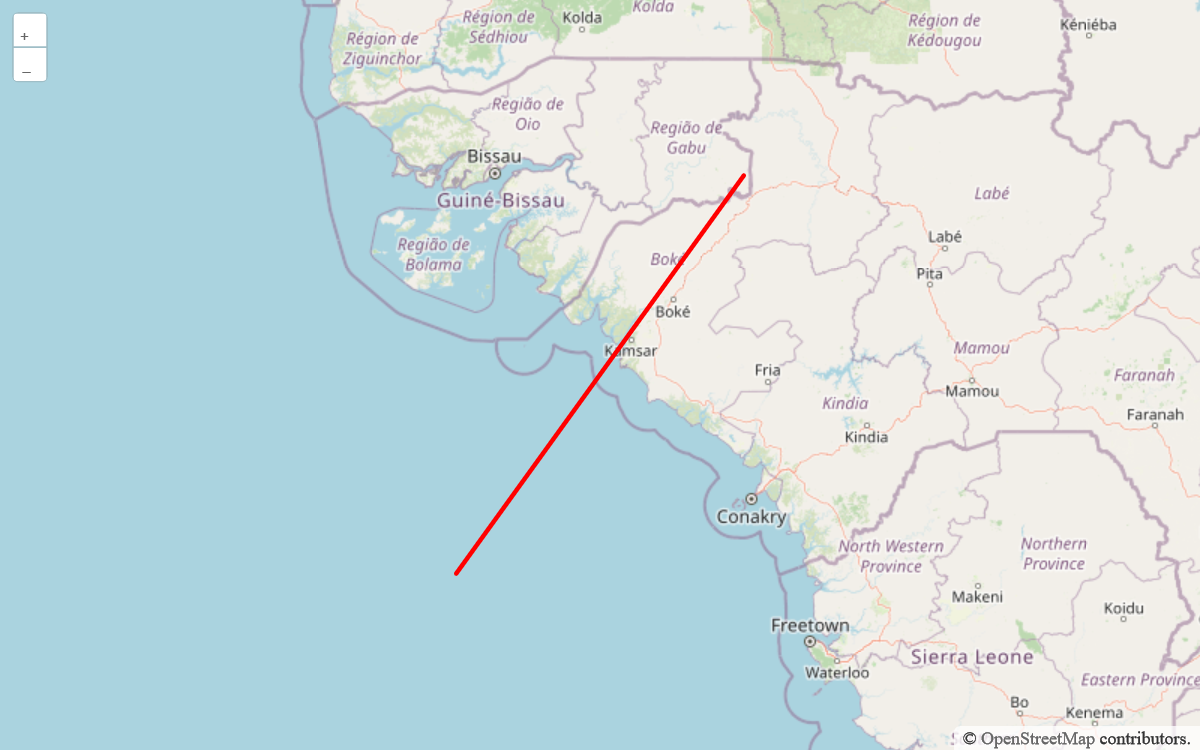 +
–
Kolda
Kolda
Région de
Sédhiou
Région de
Ziguinchor
Région de
Kédougou
Kéniéba
Região de
Oio
Região de
Gabu
Bissau
Guiné-Bissau
Labé
Região de
Bolama
Labé
Boké
Pita
Boké
Kamsar
Mamou
Fria
Faranah
Mamou
Kindia
Faranah
Kindia
Conakry
North Western
Province
Northern
Province
Makeni
Koidu
Freetown
Sierra Leone
Waterloo
Eastern Province
Bo
Kenema
© OpenStreetMap contributors.